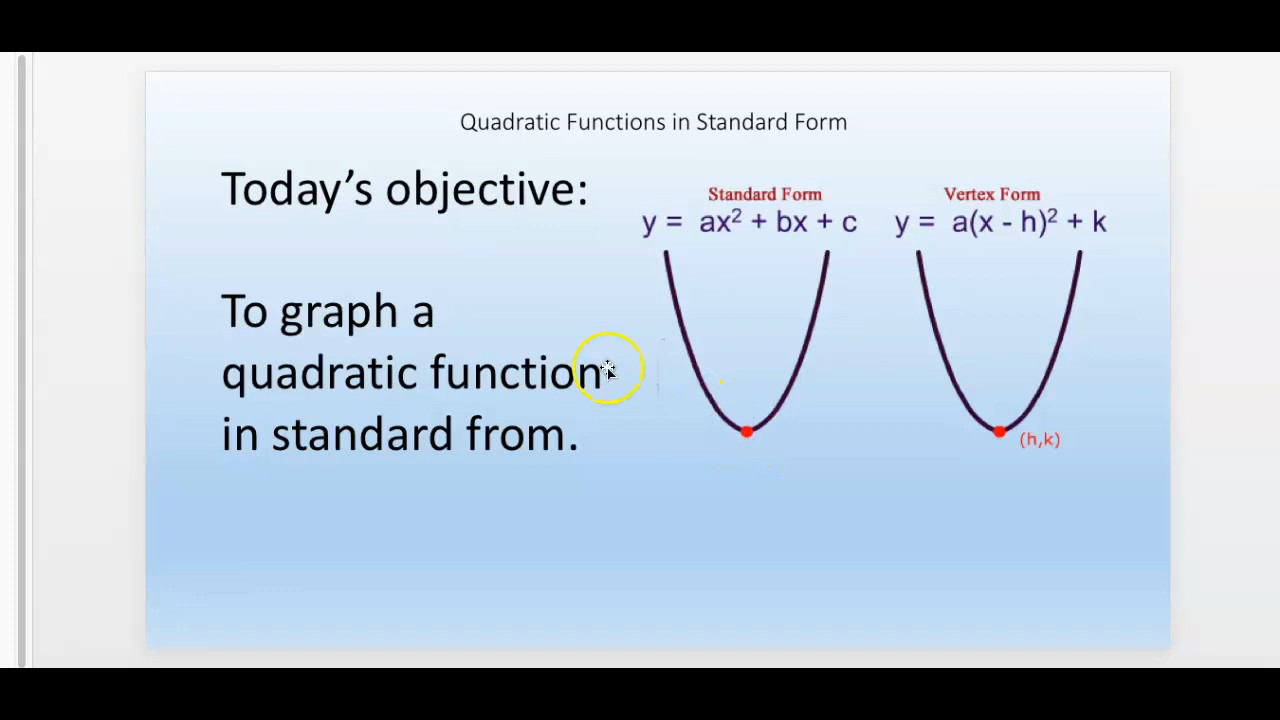 Quadratic Functions in Standard Form
Today’s objective:
To graph a
quadratic function
in standard from.
Standard Form
y = ax² + bx + c
Vertex Form
y = a(x - h)² + k
(h,k)